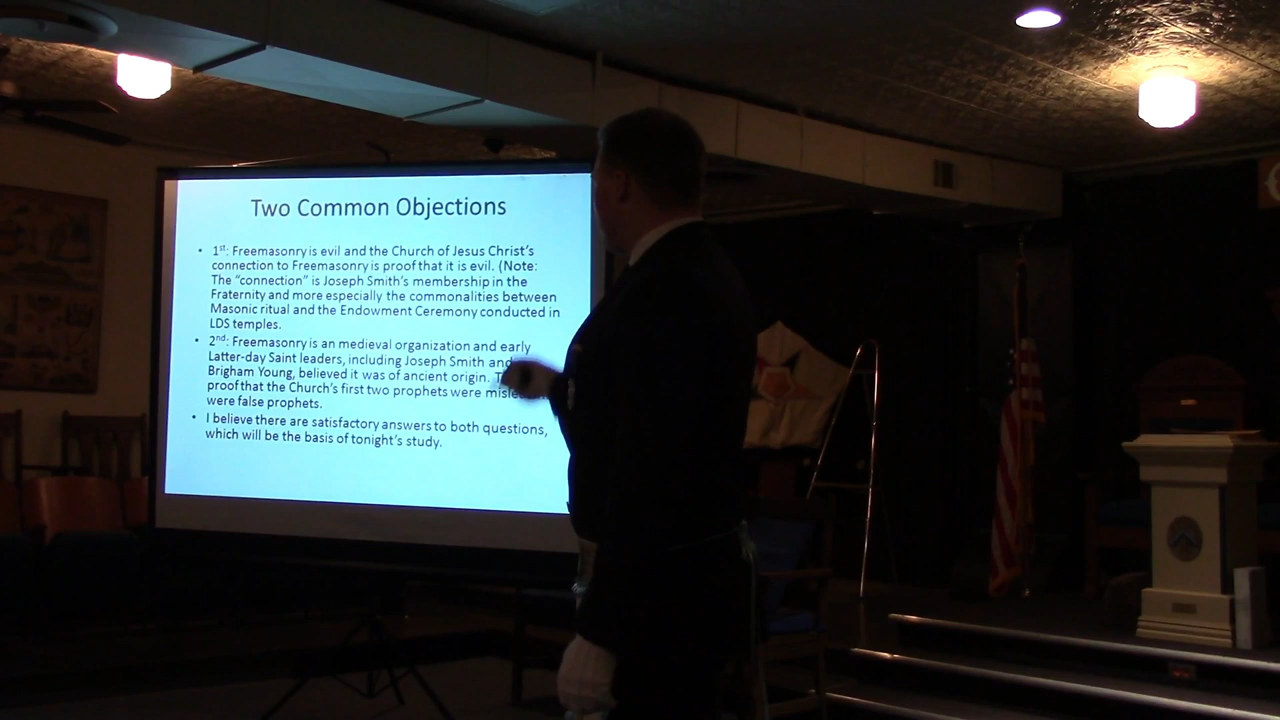 Two Common Objections
• 1st: Freemasonry is evil and the Church of Jesus Christ's
connection to Freemasonry is proof that it is evil. (Note:
The "connection" is Joseph Smith's membership in the
Fraternity and more especially the commonalities between
Masonic ritual and the Endowment Ceremony conducted in
LDS temples.
• 2nd: Freemasonry is an medieval organization and early
Latter-day Saint leaders, including Joseph Smith and
Brigham Young, believed it was of ancient origin.
proof that the Church's first two prophets were
were false prophets.
• I believe there are satisfactory answers to both questions,
which will be the basis of tonight's study.